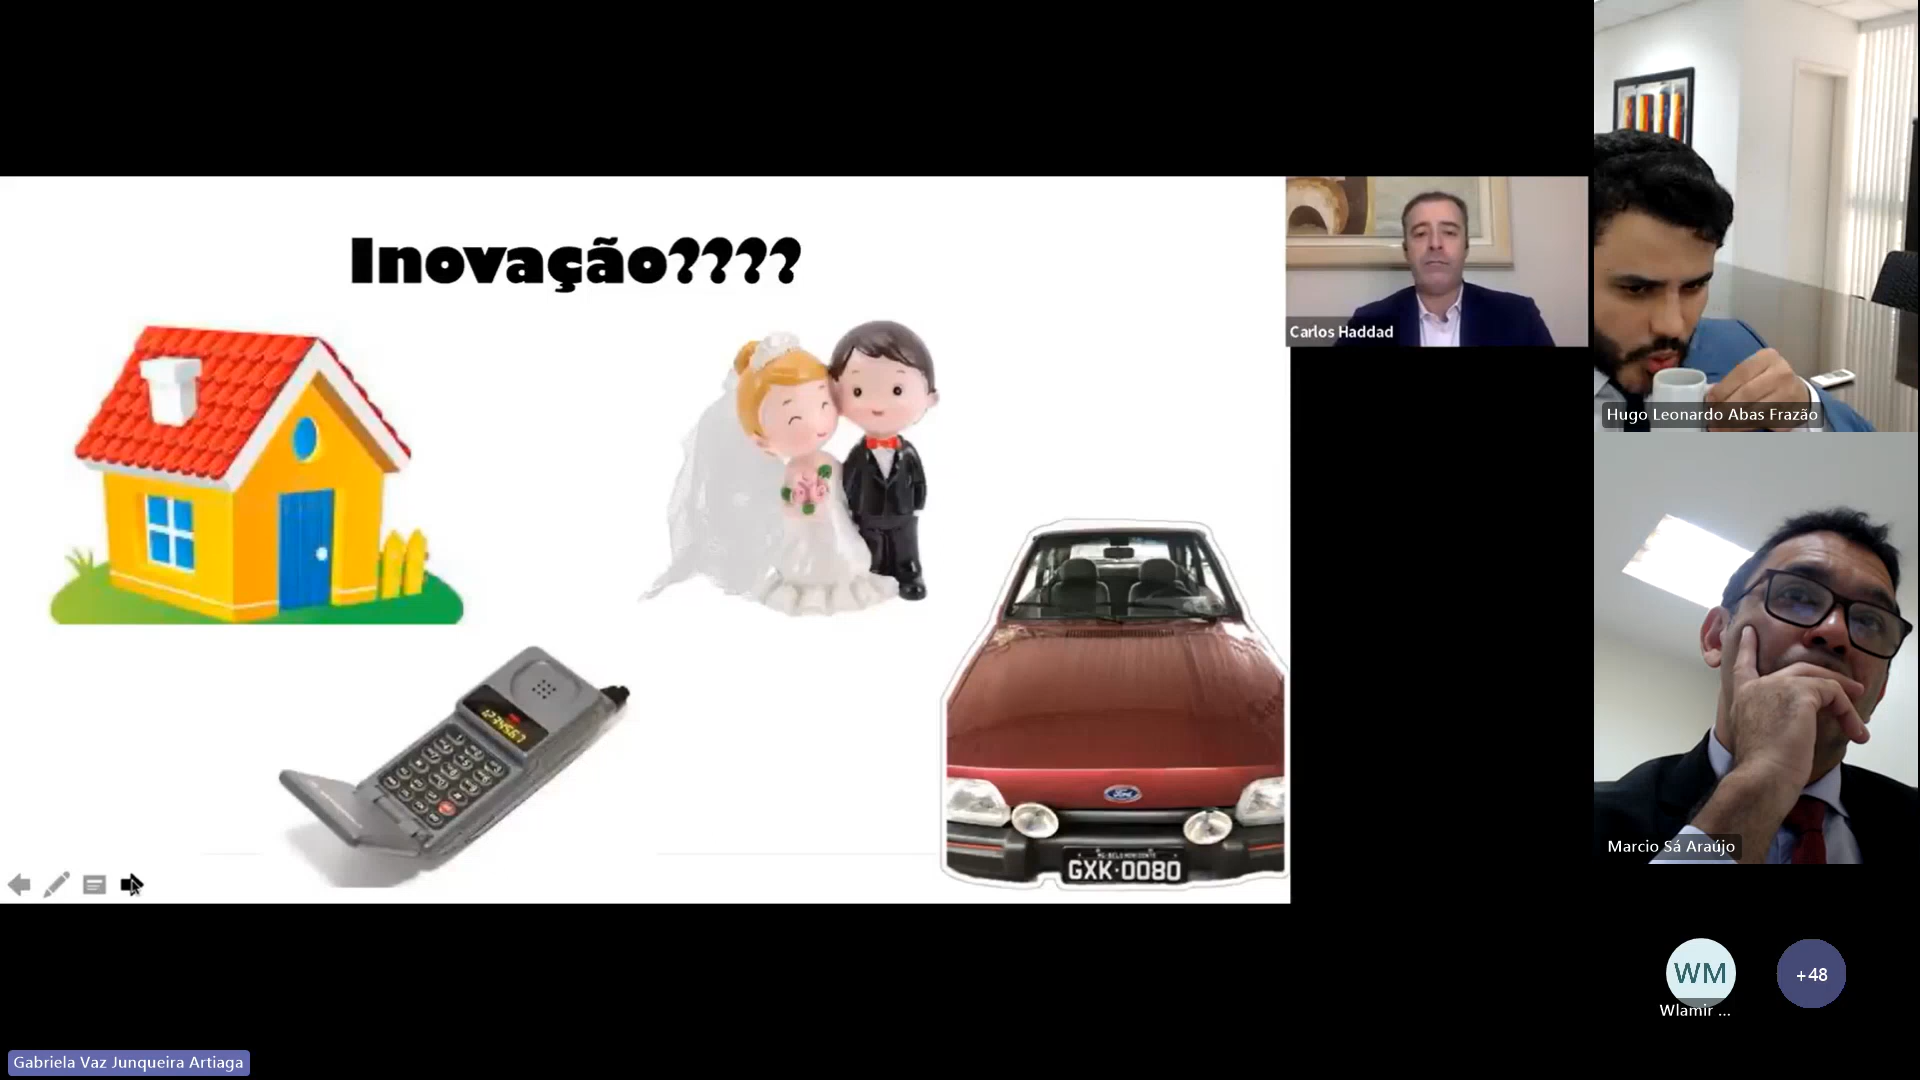 Inovação????
Carlos Haddad
Hugo Leonardo Abas Frazão
Ford
GXK·0080
Marcio Sá Araújo
WM
+48
Wlamir ...
Gabriela Vaz Junqueira Artiaga